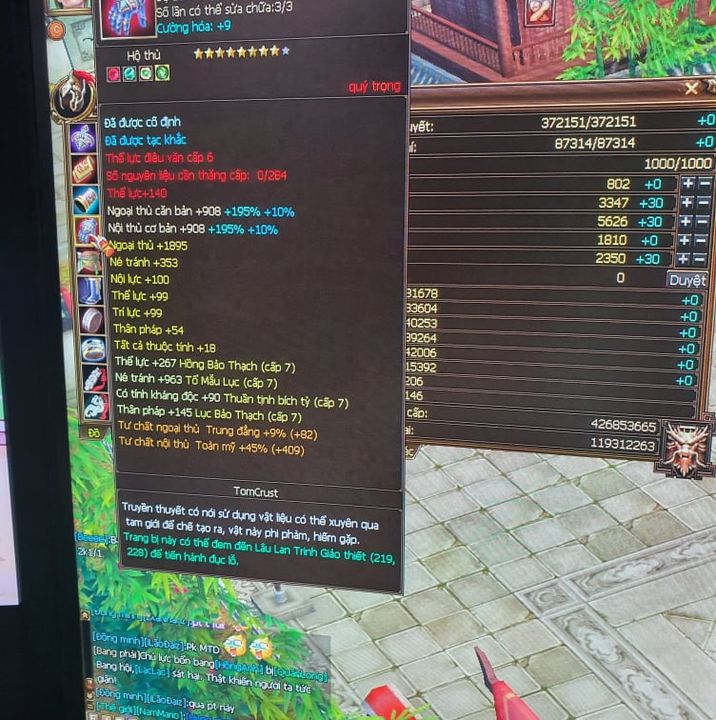 Số lần có thể sửa chữa:3/3
Cường hóa: +9
Hộ thủ
quý trọng
Đã được cố định
Đã được tạc khắc
Thể lực điêu văn cấp 6
Số nguyên liệu cần thăng cấp: 0/284
Thể lực+140
Ngoại thủ căn bản +908 +195% +10%
Nội thủ cơ bản +908 +195% +10%
Ngoại thủ +1895
Né tránh +353
Nội lực +100
Thể lực +99
Trí lực +99
Thân pháp +54
Tất cả thuộc tính +18
Thể lực +267 Hồng Bảo Thạch (cấp 7)
Né tránh +963 Tổ Mẫu Lục (cấp 7)
Có tính kháng độc +90 Thuần tịnh bích tỷ (cấp 7)
Thân pháp +145 Lục Bảo Thạch (cấp 7)
Tư chất ngoại thủ Trung đẳng +9% (+82)
Tư chất nội thủ Toàn mỹ +45% (+409)
TomCrust
Truyền thuyết có nói sử dụng vật liệu có thể xuyên qua
tam giới để chế tạo ra, vật này phi phàm, hiếm gặp.
Trang bị này có thể đem đến Lâu Lan Trình Giảo thiết (219,
228) để tiến hành đục lỗ.
372151/372151 +0
87314/87314 +0
1000/1000
802 +0
3347 +30
5626 +30
1810 +0
2350 +30
0 Duyệt
31678 +0
33604 +0
40253 +0
39264 +0
42006 +0
15392 +0
206
146
cấp:
426853665
119312263
Đồ
2k1/1
[Đồng minh][LãoĐaiz]:Pk MTD
[Bang phái]Chủ lực bổn bang
Bang hội,[LạcLạc] sát hại. Thật khiến người ta tức
giận!
[Đồng minh][LãoĐaiz]:qua pt này
[Thế giới][NamMario]: